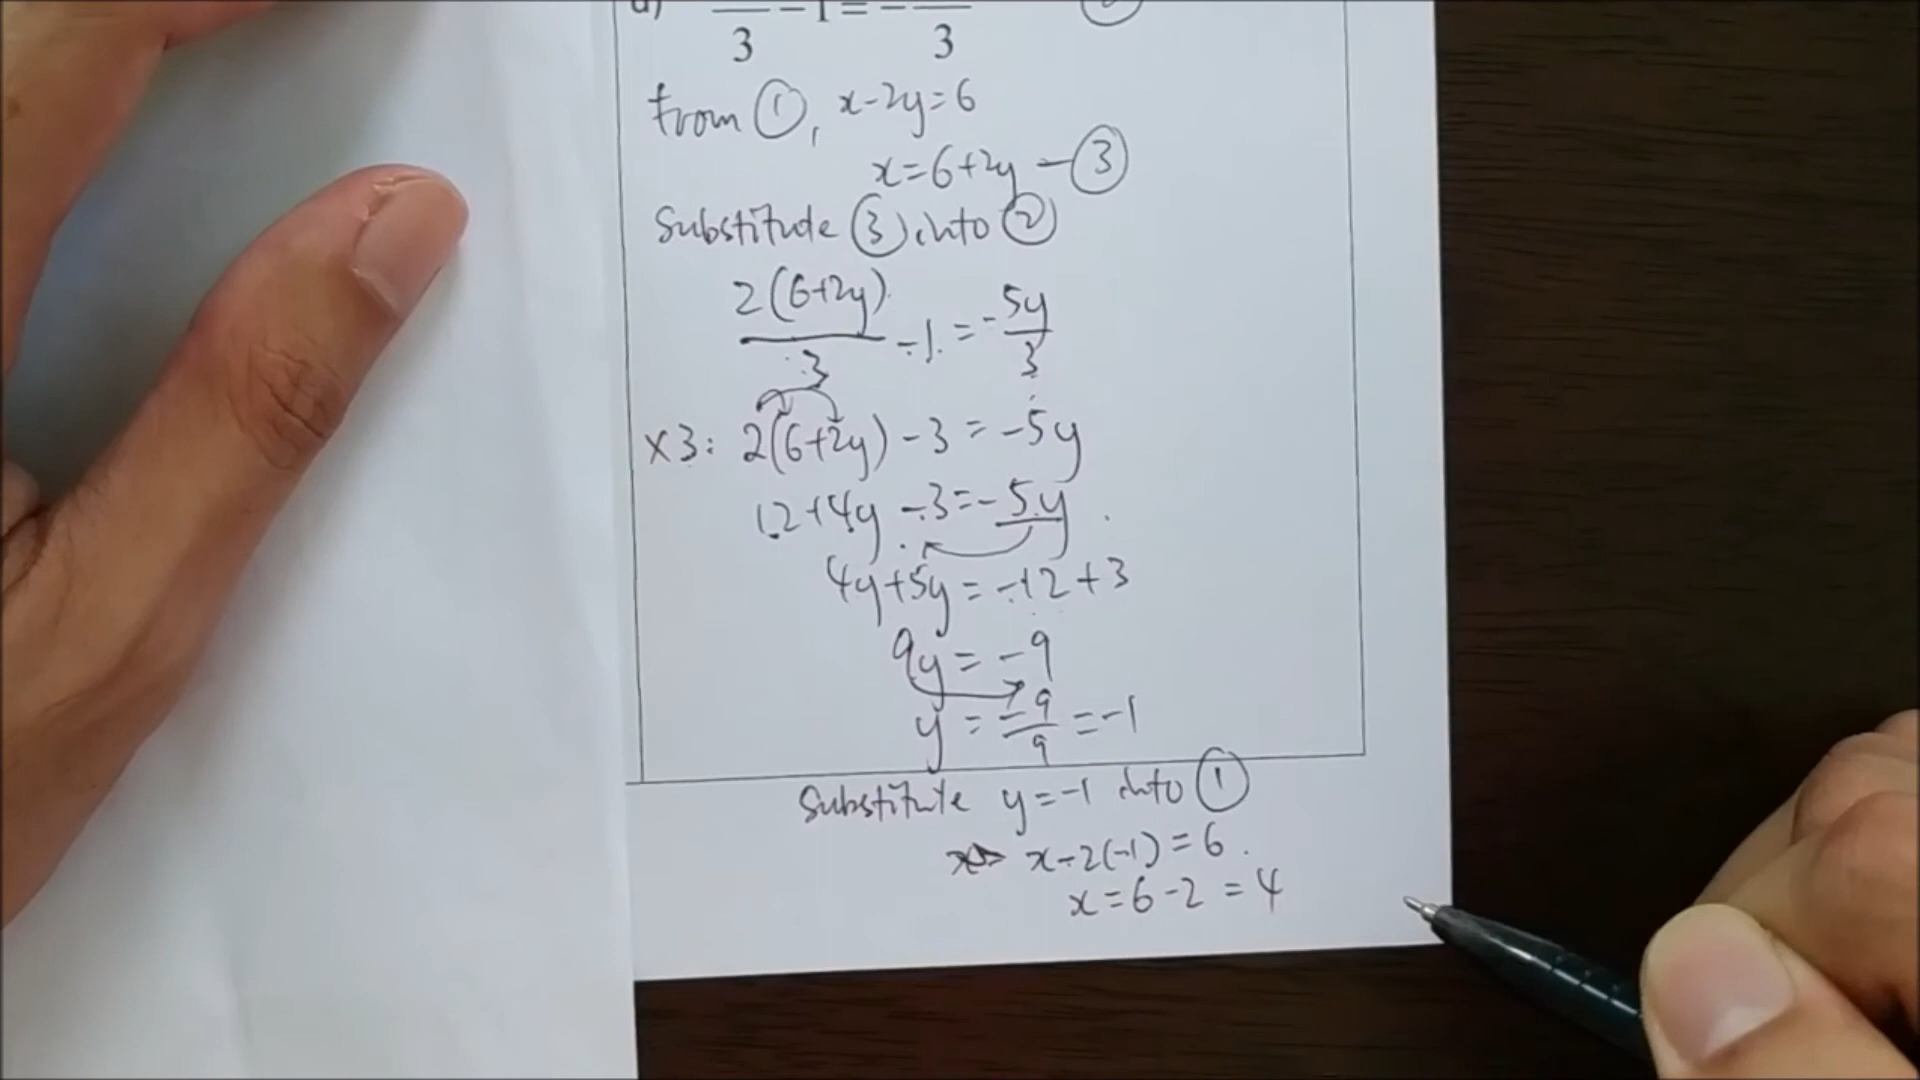 3 - 1 = - 3
From ①, x-2y=6
x=6+2y - ③
Substitute ③ into ②
2(6+2y)/3 - 1 = -5y/3
x3: 2(6+2y) - 3 = -5y
12+4y - 3 = -5y
4y+5y = -12+3
9y = -9
y = -9/9 = -1
Substitute y=-1 into ①
x-2(-1) = 6
x = 6-2 = 4